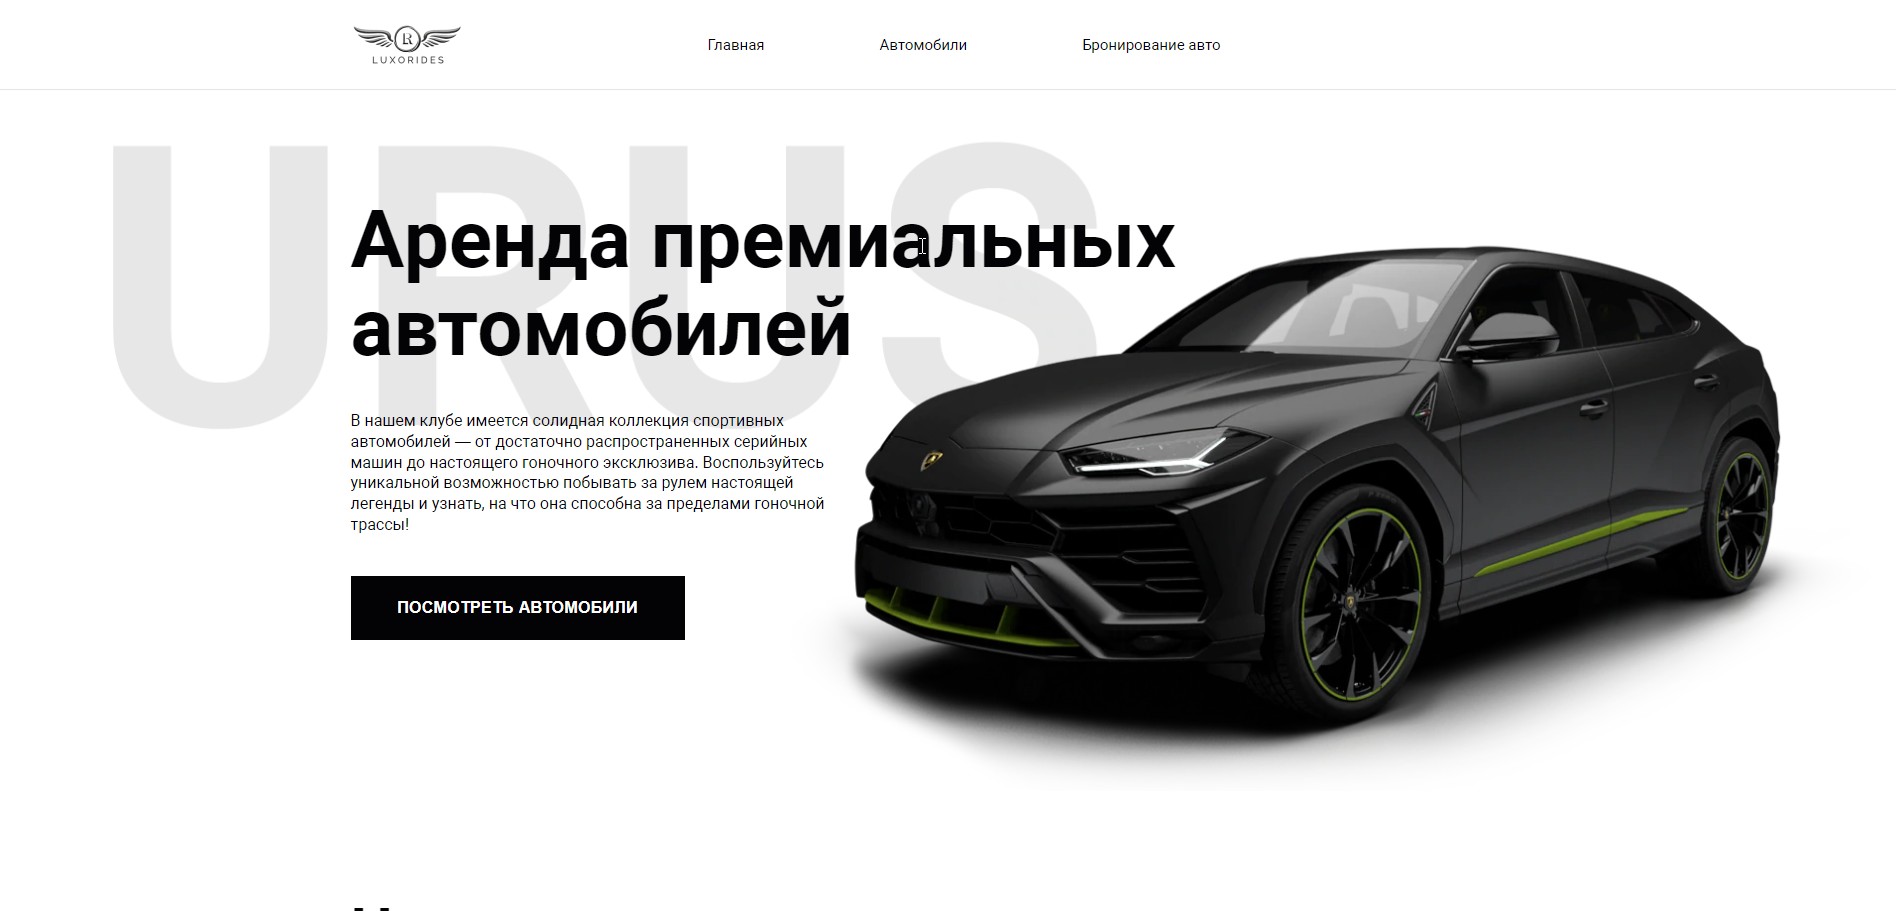 LUXORIDES
Главная
Автомобили
Бронирование авто
URUS
Аренда премиальных
автомобилей
В нашем клубе имеется солидная коллекция спортивных
автомобилей — от достаточно распространенных серийных
машин до настоящего гоночного эксклюзива. Воспользуйтесь
уникальной возможностью побывать за рулем настоящей
легенды и узнать, на что она способна за пределами гоночной
трассы!
ПОСМОТРЕТЬ АВТОМОБИЛИ